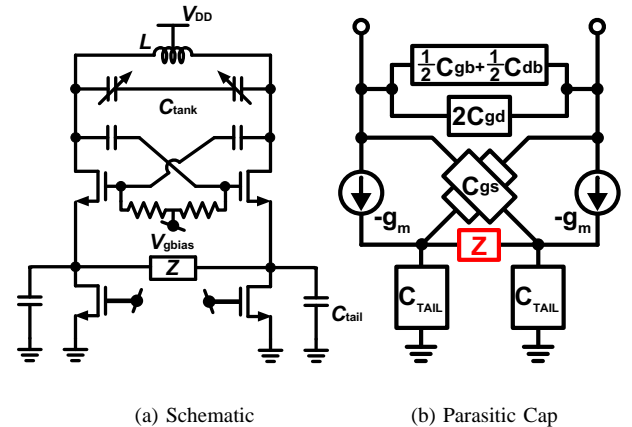 VDD
L
Ctank
Vgbias
Z
Ctail
(a) Schematic
½Cgb+½Cdb
2Cgd
Cgs
-gm
-gm
Z
CTAIL
CTAIL
(b) Parasitic Cap